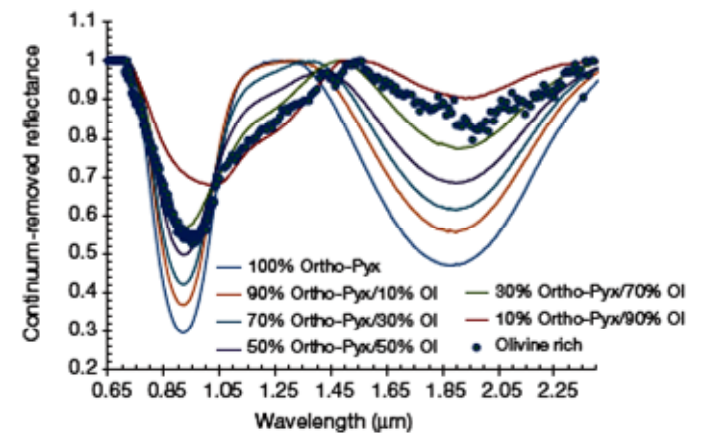 1.1
1
0.9
0.8
0.7
0.6
0.5
0.4
0.3
0.2
Continuum-removed reflectance
100% Ortho-Pyx
90% Ortho-Pyx/10% Ol
70% Ortho-Pyx/30% Ol
50% Ortho-Pyx/50% Ol
30% Ortho-Pyx/70% Ol
10% Ortho-Pyx/90% Ol
Olivine rich
0.65 0.85 1.05 1.25 1.45 1.65 1.85 2.05 2.25
Wavelength (μm)